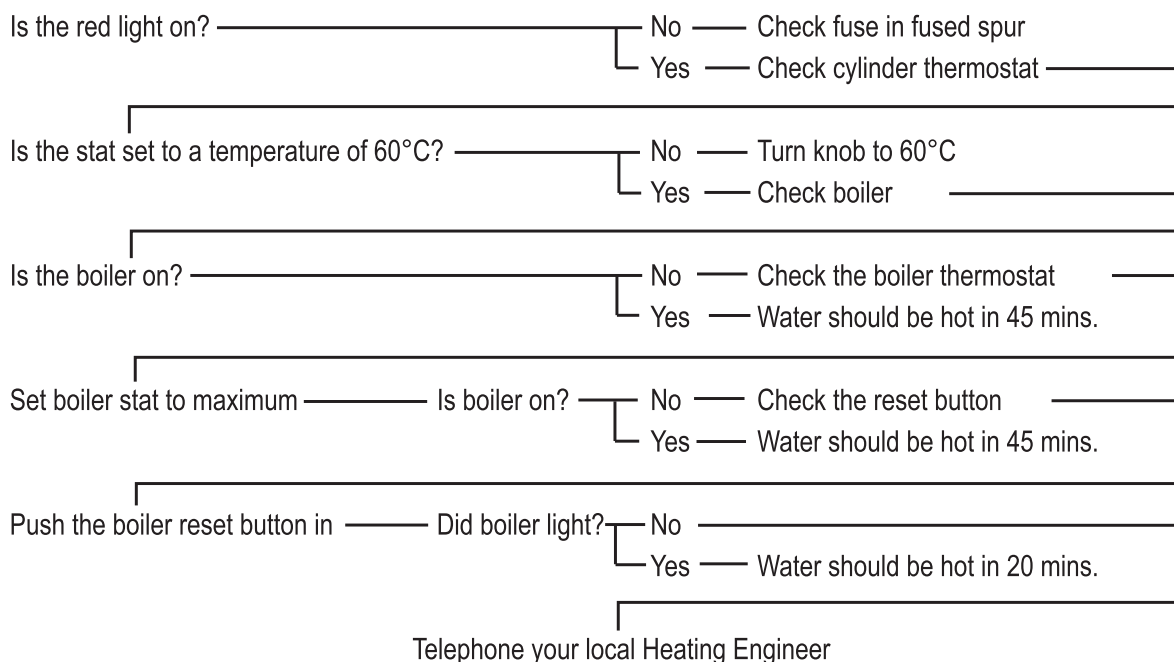 Is the red light on? No Check fuse in fused spur
Yes Check cylinder thermostat
Is the stat set to a temperature of 60°C? No Turn knob to 60°C
Yes Check boiler
Is the boiler on? No Check the boiler thermostat
Yes Water should be hot in 45 mins.
Set boiler stat to maximum Is boiler on? No Check the reset button
Yes Water should be hot in 45 mins.
Push the boiler reset button in Did boiler light? No
Yes Water should be hot in 20 mins.
Telephone your local Heating Engineer